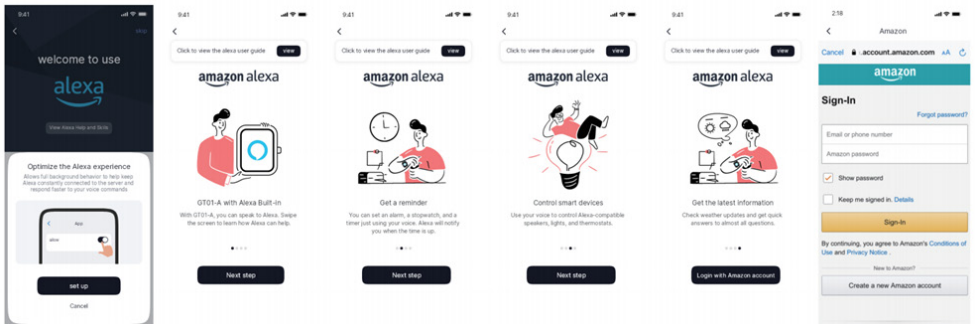 9:41
skip
welcome to use
alexa
View Alexa Help and Skills
Optimize the Alexa experience
Allows full background behavior to help keep
Alexa constantly connected to the server and
respond faster to your voice commands
App
set up
Cancel
9:41
Click to view the alexa user guide
view
amazon alexa
GT01-A with Alexa Built-in
With GT01-A, you can speak to Alexa. Swipe
the screen to learn how Alexa can help.
Next step
9:41
Click to view the alexa user guide
view
amazon alexa
Get a reminder
You can set an alarm, a stopwatch, and a
timer just using your voice. Alexa will notify
you when the time is up.
Next step
9:41
Click to view the alexa user guide
view
amazon alexa
Control smart devices
Use your voice to control Alexa-compatible
speakers, lights, and thermostats.
Next step
9:41
Click to view the alexa user guide
view
amazon alexa
Get the latest information
Check weather updates and get quick
answers to almost all questions.
Login with Amazon account
2:18
Amazon
Cancel
.account.amazon.com
AA
amazon
Sign-In
Forgot password?
Email or phone number
Amazon password
Show password
Keep me signed in. Details
Sign-In
By continuing, you agree to Amazon's Conditions of
Use and Privacy Notice .
New to Amazon?
Create a new Amazon account